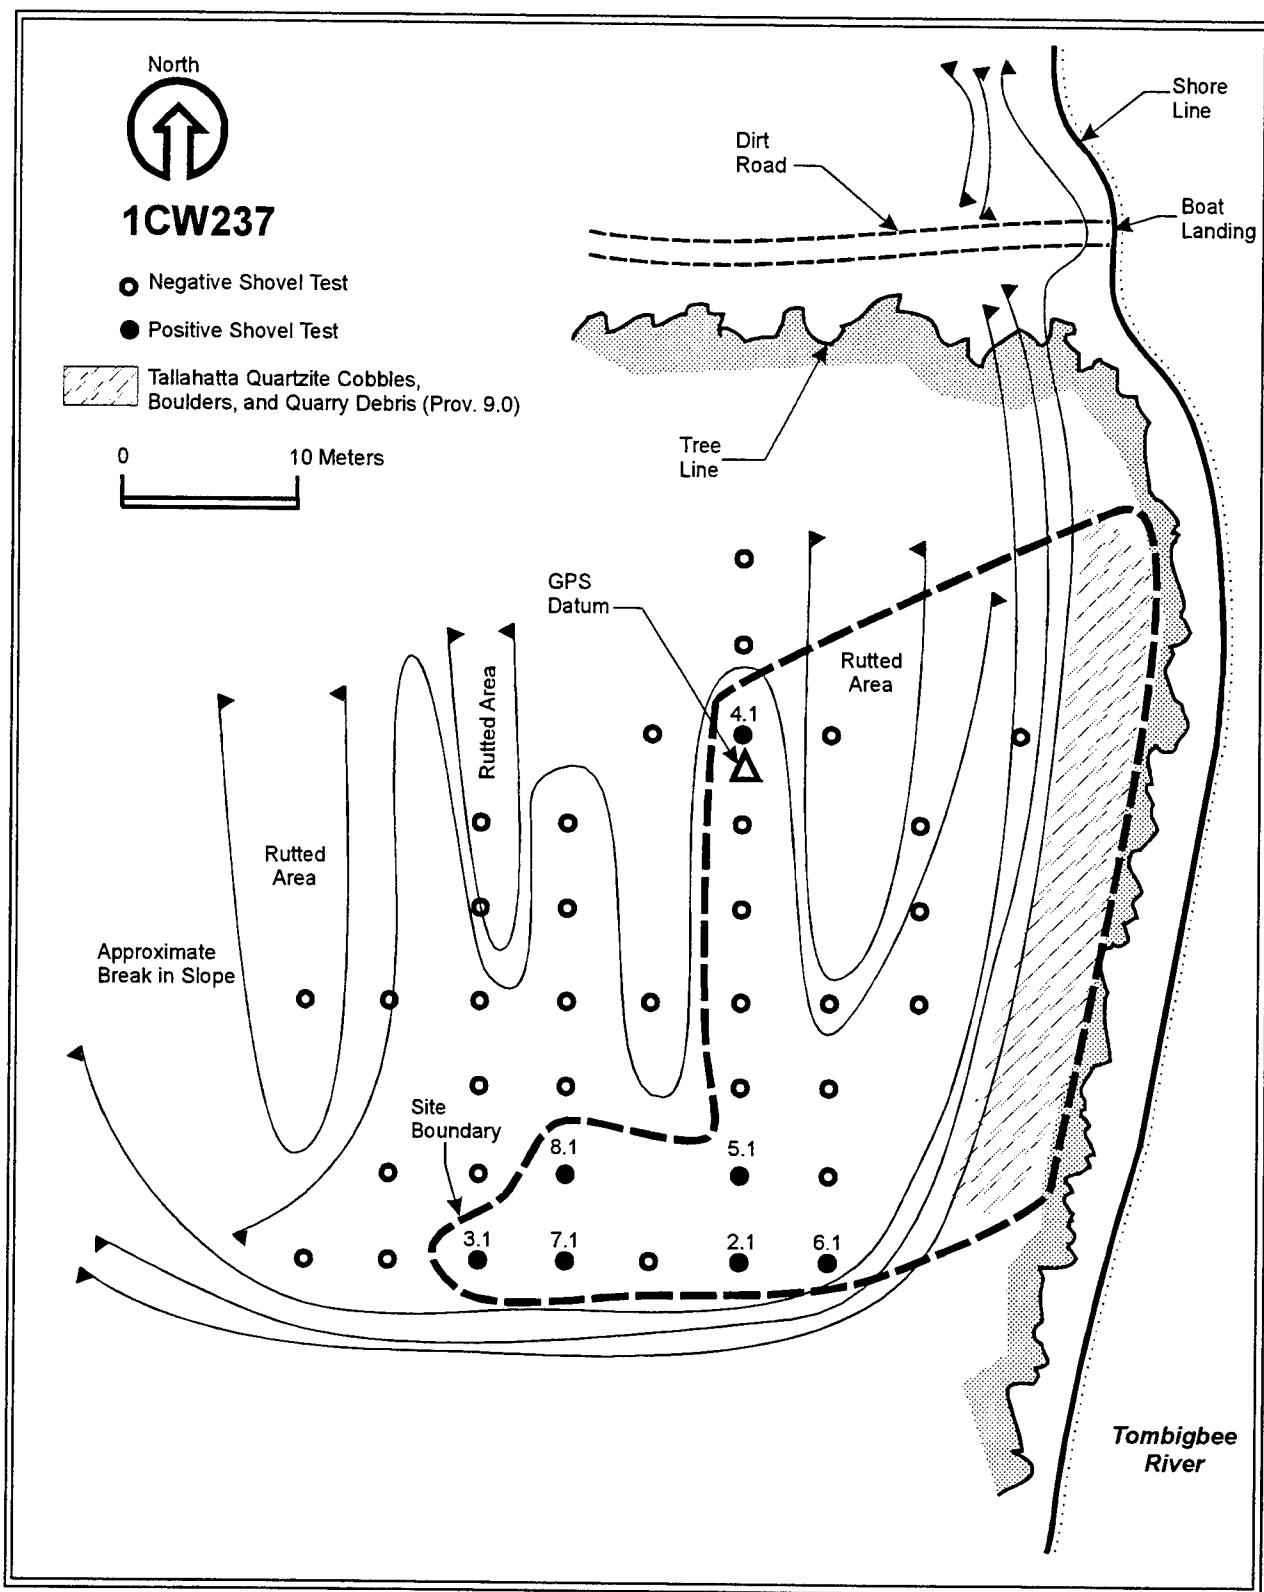 North
1CW237
Negative Shovel Test
Positive Shovel Test
Tallahatta Quartzite Cobbles,
Boulders, and Quarry Debris (Prov. 9.0)
0
10 Meters
Shore
Line
Dirt
Road
Boat
Landing
Tree
Line
GPS
Datum
Rutted
Area
Rutted Area
4.1
Rutted
Area
Approximate
Break in Slope
Site
Boundary
8.1
5.1
3.1
7.1
2.1
6.1
Tombigbee
River